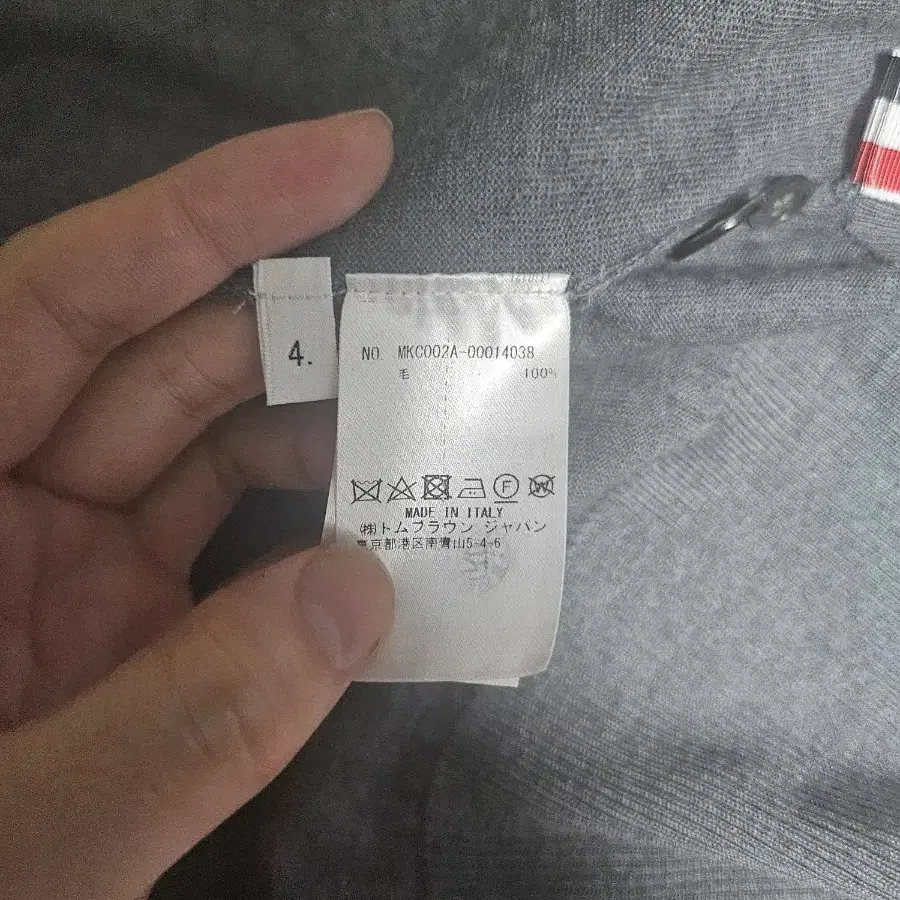 4.
NO. MKC002A-00014038
毛 100%
F
W
MADE IN ITALY
(株)トムブラウン ジャパン
東京都港区南青山5-4-6